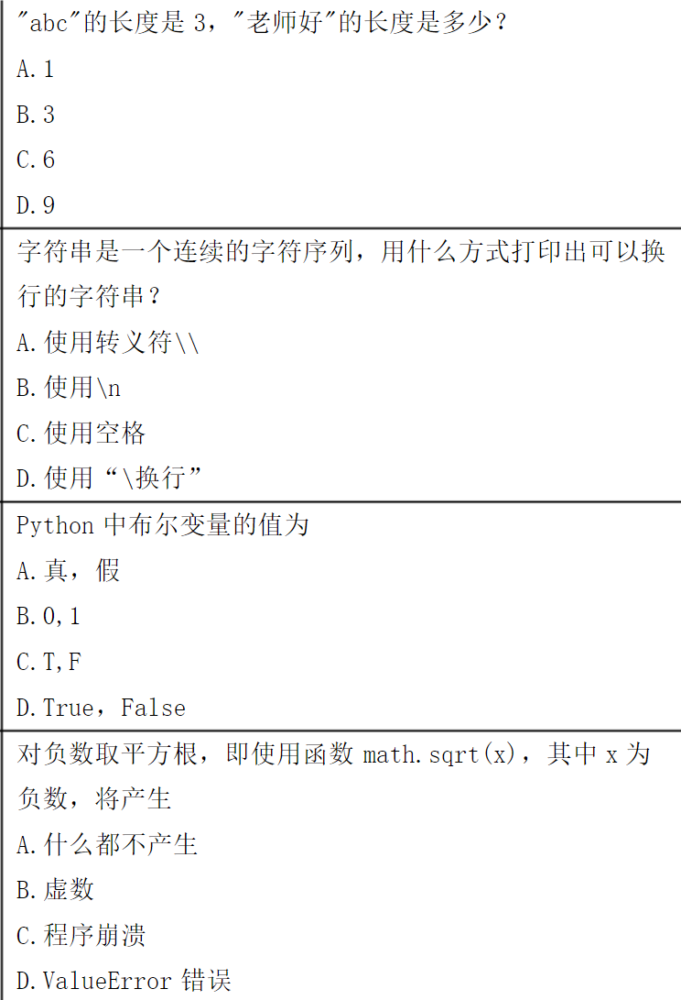 "abc"的长度是 3，"老师好"的长度是多少？
A.1
B.3
C.6
D.9
字符串是一个连续的字符序列，用什么方式打印出可以换
行的字符串？
A.使用转义符\\
B.使用\n
C.使用空格
D.使用“\换行”
Python 中布尔变量的值为
A.真，假
B.0,1
C.T,F
D.True，False
对负数取平方根，即使用函数 math.sqrt(x)，其中 x 为
负数，将产生
A.什么都不产生
B.虚数
C.程序崩溃
D.ValueError 错误